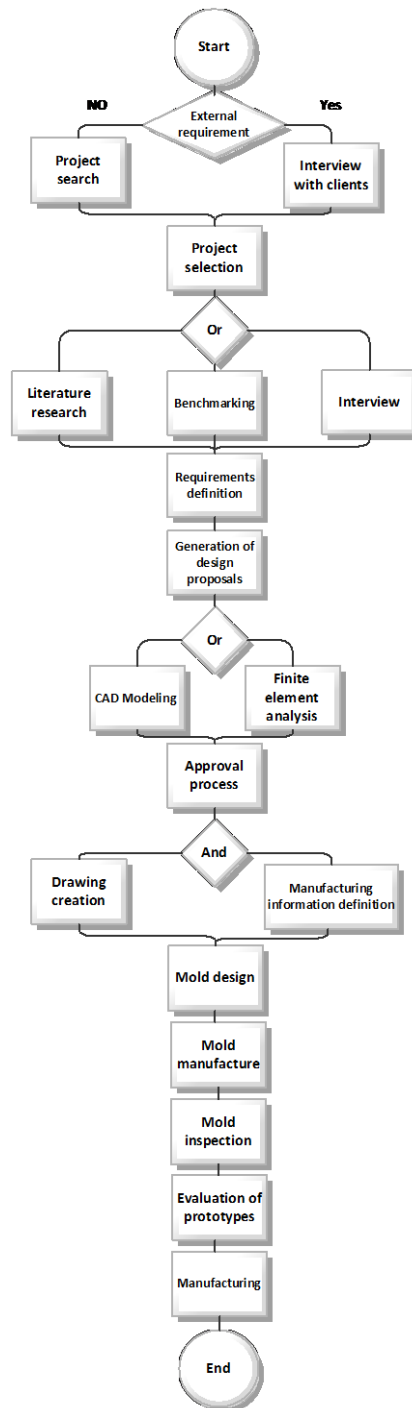 Start
NO
Yes
External
requirement
Project
search
Interview
with clients
Project
selection
Or
Literature
research
Benchmarking
Interview
Requirements
definition
Generation of
design
proposals
Or
CAD Modeling
Finite
element
analysis
Approval
process
And
Drawing
creation
Manufacturing
information definition
Mold design
Mold
manufacture
Mold
inspection
Evaluation of
prototypes
Manufacturing
End